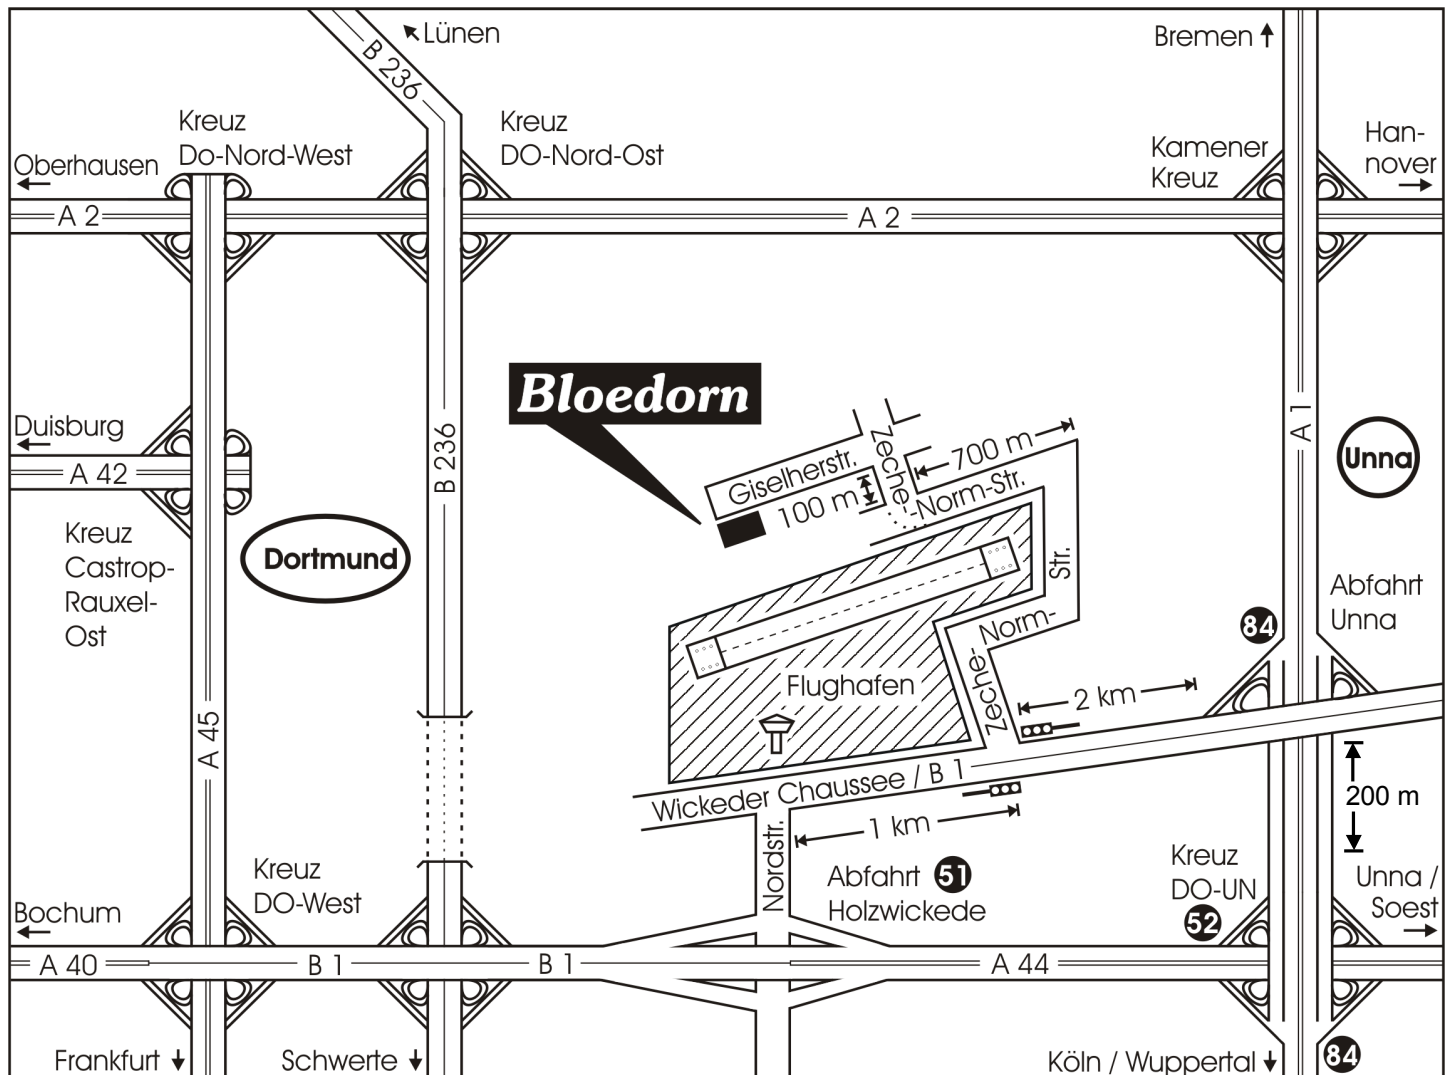 Lünen
Bremen
B 236
Kreuz
Do-Nord-West
Kreuz
DO-Nord-Ost
Kamener
Kreuz
Han-
nover
Oberhausen
A 2
A 2
A 1
Duisburg
A 42
Kreuz
Castrop-
Rauxel-
Ost
Dortmund
B 236
Bloedorn
Giselherstr.
100 m
Zeche-
Norm-Str.
700 m
Unna
Str.
Norm-
Zeche-
Flughafen
2 km
84
Abfahrt
Unna
A 45
Wickeder Chaussee / B 1
200 m
1 km
Nordstr.
Abfahrt 51
Holzwickede
Kreuz
DO-UN
52
Unna /
Soest
Kreuz
DO-West
Bochum
A 40
B 1
B 1
A 44
Frankfurt
Schwerte
Köln / Wuppertal
84